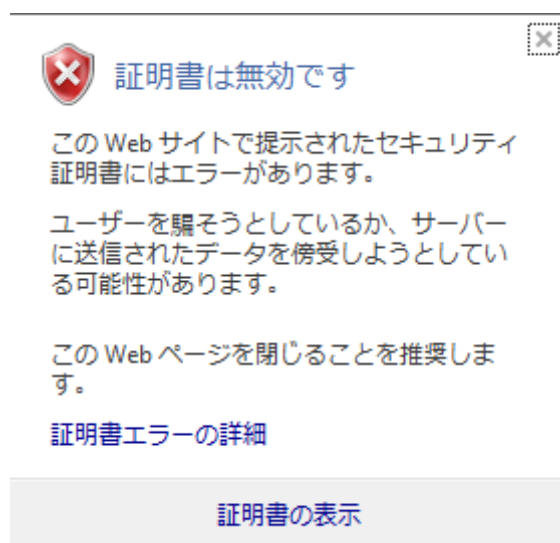 証明書は無効です
この Web サイトで提示されたセキュリティ
証明書にはエラーがあります。
ユーザーを騙そうとしているか、サーバー
に送信されたデータを傍受しようとしてい
る可能性があります。
この Web ページを閉じることを推奨しま
す。
証明書エラーの詳細
証明書の表示